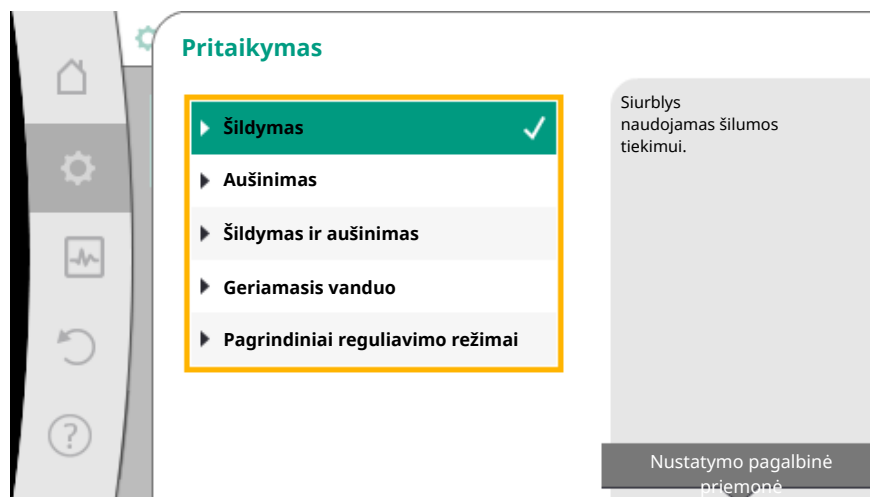 Pritaikymas
Šildymas
Aušinimas
Šildymas ir aušinimas
Geriamasis vanduo
Pagrindiniai reguliavimo režimai
Siurblys
naudojamas šilumos
tiekimui.
Nustatymo pagalbinė
priemonė
?